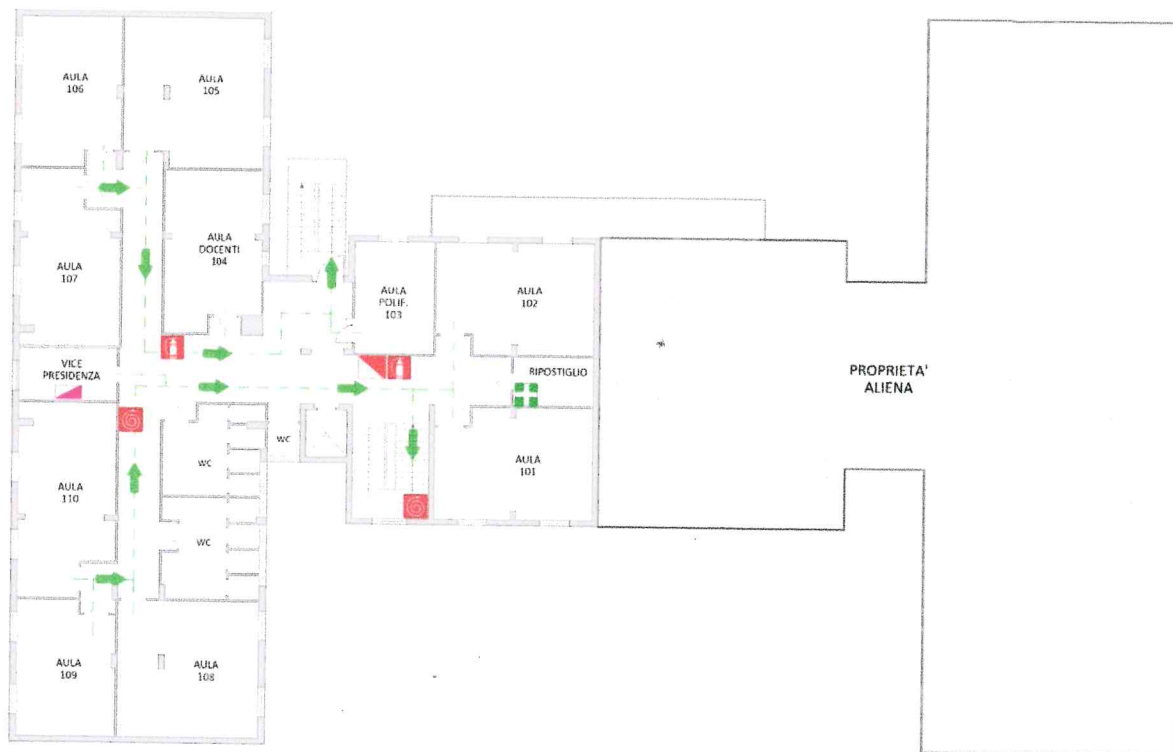 AULA
106
AULA
105
AULA
DOCENTI
104
AULA
107
AULA
POLIF.
103
AULA
102
VICE
PRESIDENZA
RIPOSTIGLIO
PROPRIETA'
ALIENA
WC
WC
AULA
101
AULA
110
WC
AULA
109
AULA
108